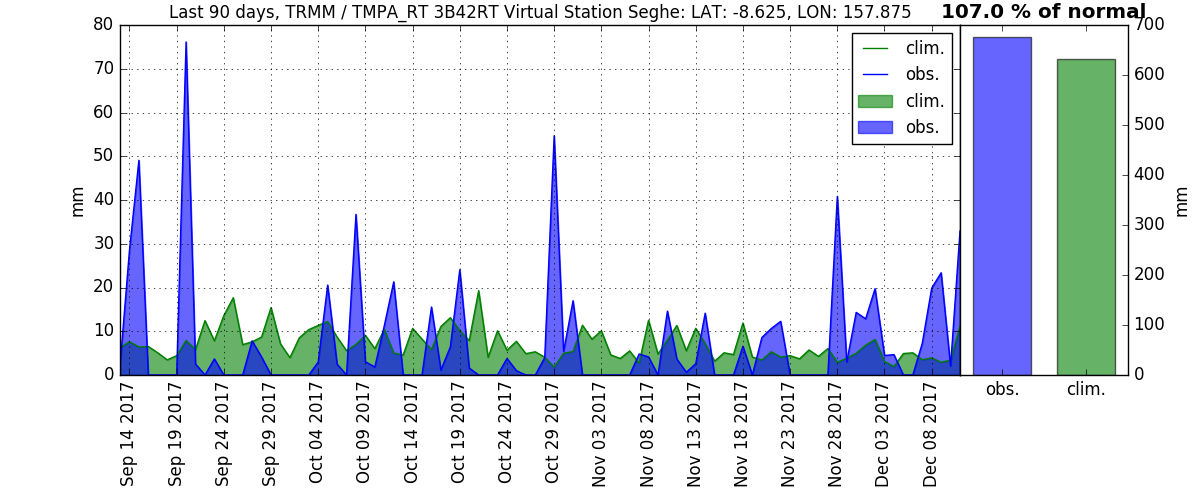 Last 90 days, TRMM / TMPA_RT 3B42RT Virtual Station Seghe: LAT: -8.625, LON: 157.875
107.0 % of normal
80
70
60
50
40
30
20
10
0
mm
clim.
obs.
clim.
obs.
Sep 14 2017
Sep 19 2017
Sep 24 2017
Sep 29 2017
Oct 04 2017
Oct 09 2017
Oct 14 2017
Oct 19 2017
Oct 24 2017
Oct 29 2017
Nov 03 2017
Nov 08 2017
Nov 13 2017
Nov 18 2017
Nov 23 2017
Nov 28 2017
Dec 03 2017
Dec 08 2017
700
600
500
400
300
200
100
0
mm
obs.
clim.